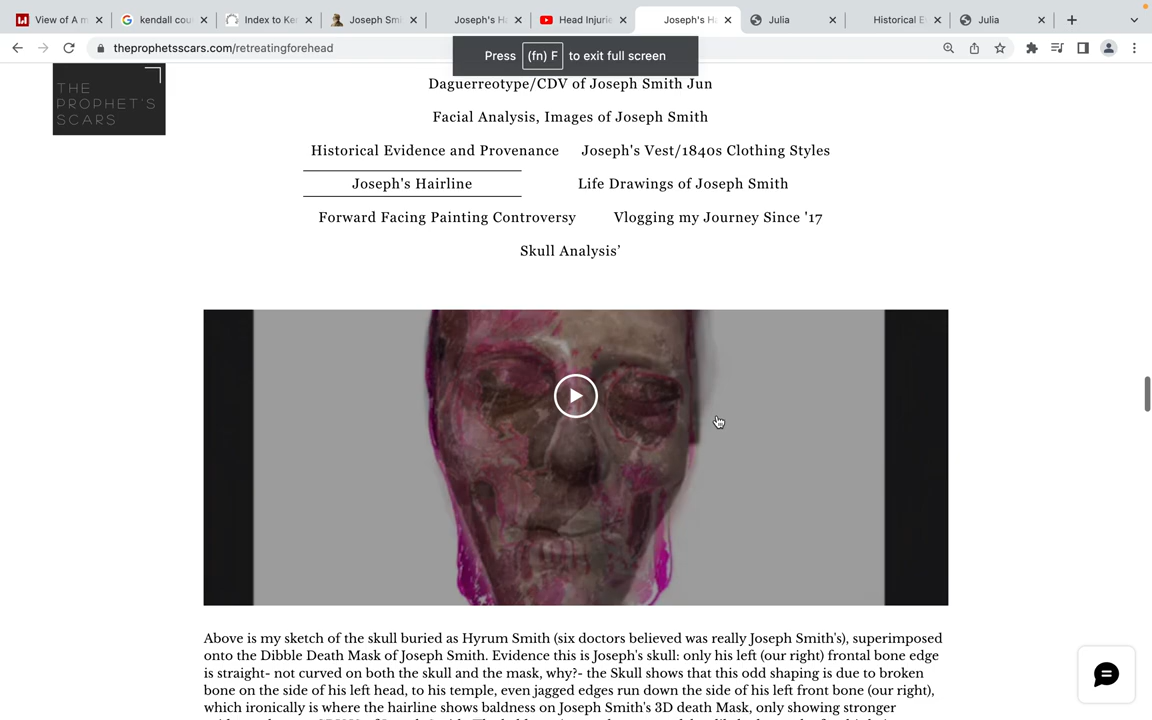 View of A m
kendall cou
Index to Ker
Joseph Smi
Joseph's Ha
Head Injurie
Joseph's Ha
Julia
Historical E
Julia
theprophetsscars.com/retreatingforehead
Press (fn) F to exit full screen
THE
PROPHET'S
SCARS
Daguerreotype/CDV of Joseph Smith Jun
Facial Analysis, Images of Joseph Smith
Historical Evidence and Provenance Joseph's Vest/1840s Clothing Styles
Joseph's Hairline Life Drawings of Joseph Smith
Forward Facing Painting Controversy Vlogging my Journey Since '17
Skull Analysis'
Above is my sketch of the skull buried as Hyrum Smith (six doctors believed was really Joseph Smith's), superimposed
onto the Dibble Death Mask of Joseph Smith. Evidence this is Joseph's skull: only his left (our right) frontal bone edge
is straight- not curved on both the skull and the mask, why?- the Skull shows that this odd shaping is due to broken
bone on the side of his left head, to his temple, even jagged edges run down the side of his left front bone (our right),
which ironically is where the hairline shows baldness on Joseph Smith's 3D death Mask, only showing stronger